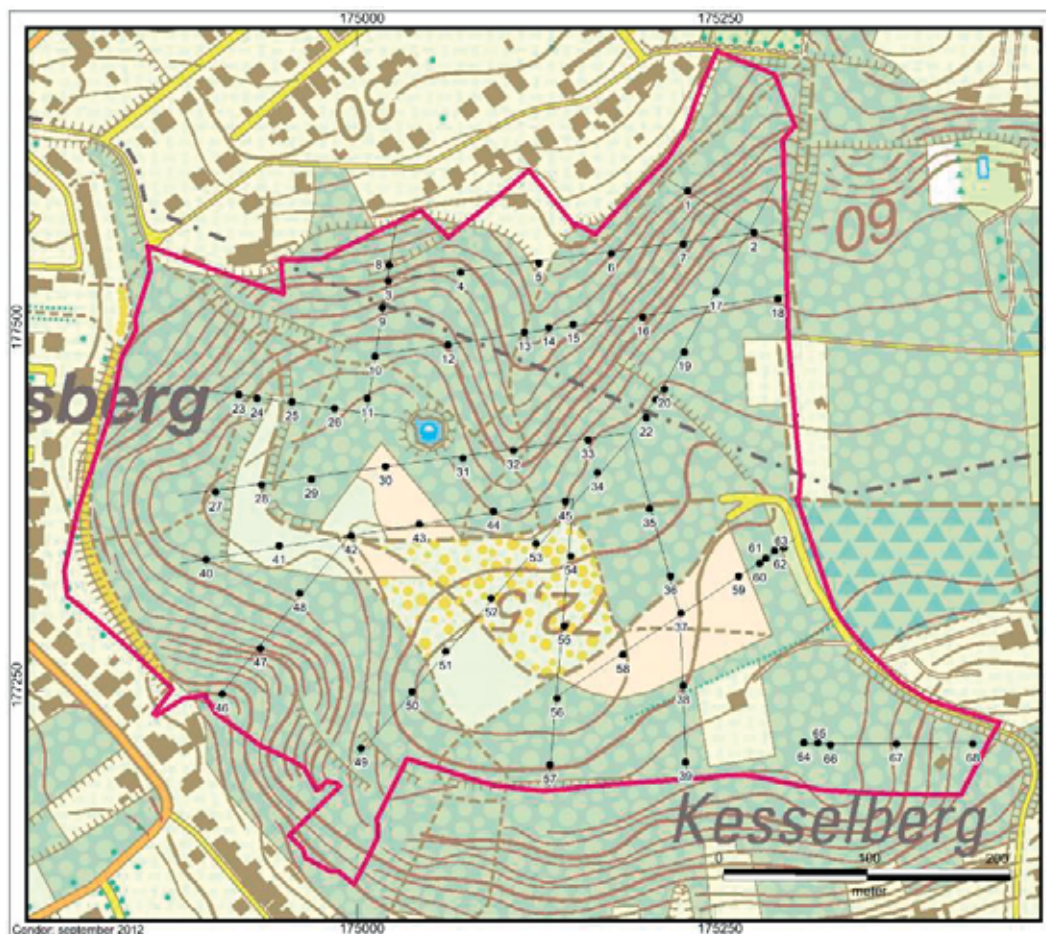 175000 175250
-30
1
2
-60
8 5 6 7
3 4
9 17 18
177500 13 14 15 16
10 12 19
sberg 23 24 25 26 11 20
22
33
30 31 32
27 28 29 34
45 35
42 43 44
40 41 53 54 61 63
60 62
48 52 72,5 36 59
55 37
47 51 58
177250 46 50 56 38
49 57 39 64 65 66 67 68
Kesselberg
0 100 200
meter
175000 175250
Condor: september 2012